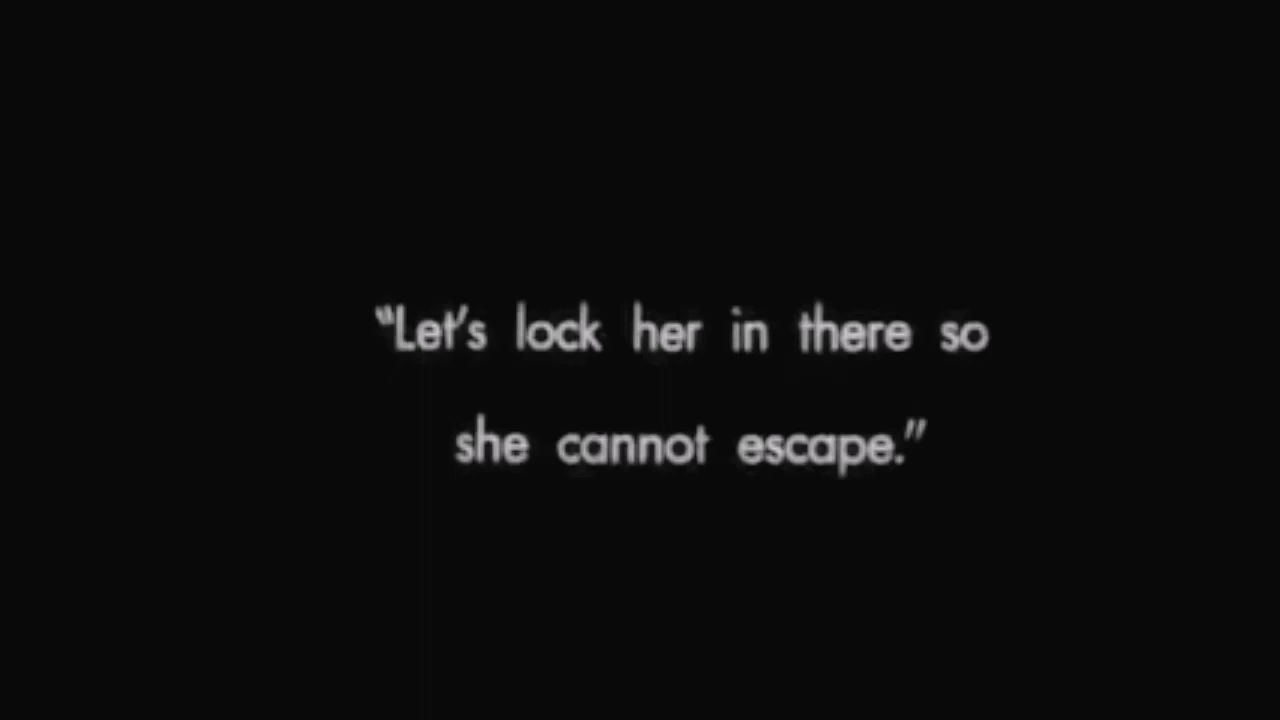 “Let’s lock her in there so
she cannot escape.”